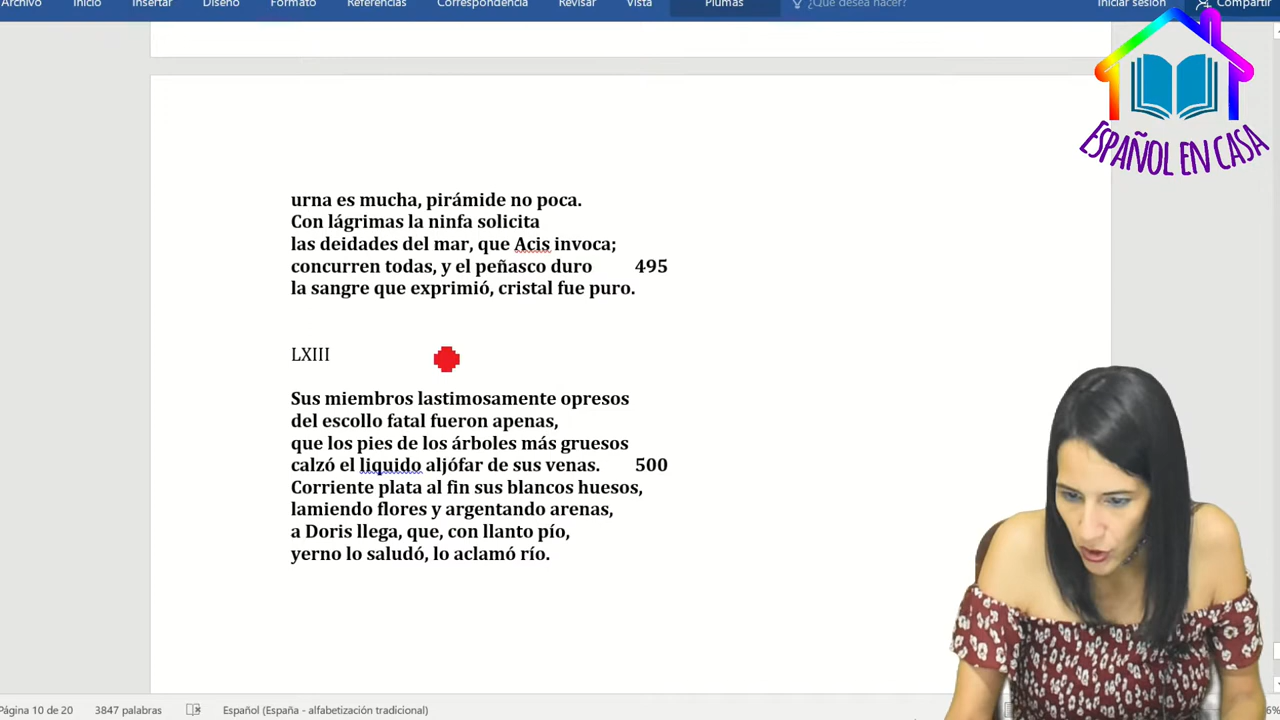 Archivo Inicio Insertar Diseño Formato Referencias Correspondencia Revisar Vista Plumas ¿Qué desea hacer? Iniciar sesión Compartir
ESPAÑOL EN CASA
urna es mucha, pirámide no poca.
Con lágrimas la ninfa solicita
las deidades del mar, que Acis invoca;
concurren todas, y el peñasco duro 495
la sangre que exprimió, cristal fue puro.
LXIII
Sus miembros lastimosamente opresos
del escollo fatal fueron apenas,
que los pies de los árboles más gruesos
calzó el liquido aljófar de sus venas. 500
Corriente plata al fin sus blancos huesos,
lamiendo flores y argentando arenas,
a Doris llega, que, con llanto pío,
yerno lo saludó, lo aclamó río.
Página 10 de 20 3847 palabras Español (España - alfabetización tradicional)